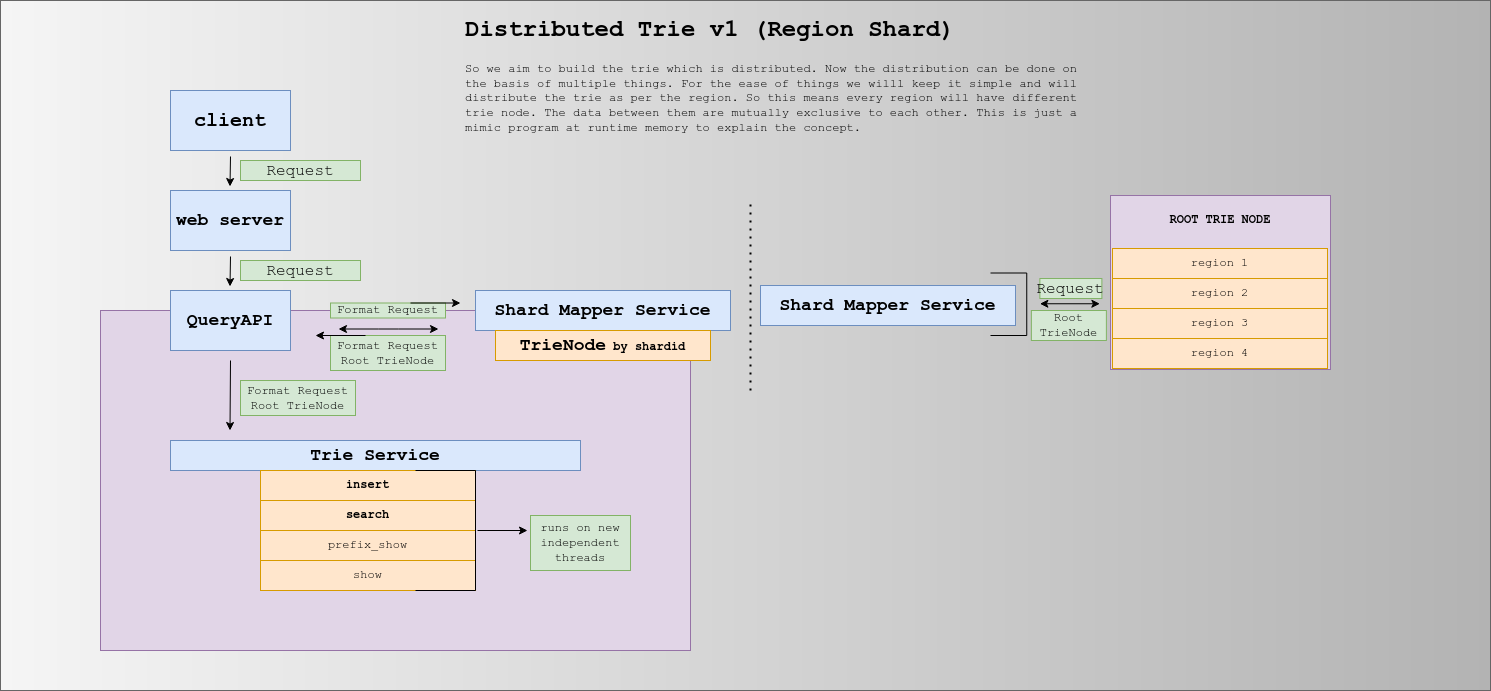 Distributed Trie v1 (Region Shard)
So we aim to build the trie which is distributed. Now the distribution can be done on
the basis of multiple things. For the ease of things we willl keep it simple and will
distribute the trie as per the region. So this means every region will have different
trie node. The data between them are mutually exclusive to each other. This is just a
mimic program at runtime memory to explain the concept.
client
Request
web server
Request
QueryAPI
Format Request
Format Request
Root TrieNode
Shard Mapper Service
TrieNode by shardid
Format Request
Root TrieNode
Trie Service
insert
search
prefix_show
show
runs on new
independent
threads
Shard Mapper Service
Request
Root
TrieNode
ROOT TRIE NODE
region 1
region 2
region 3
region 4